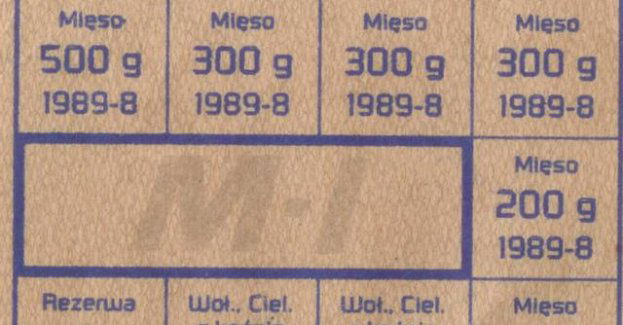 Mięso Mięso Mięso Mięso
500 g 300 g 300 g 300 g
1989-8 1989-8 1989-8 1989-8
M-I
Mięso
200 g
1989-8
Rezerwa Woł., Ciel. Woł., Ciel. Mięso